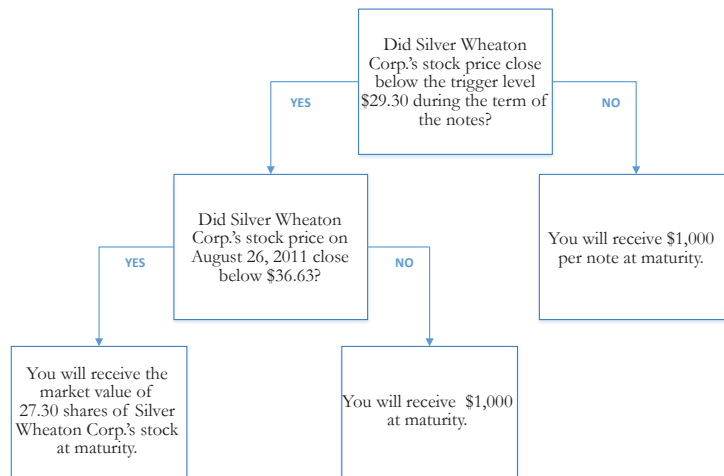 Did Silver Wheaton
Corp.'s stock price close
below the trigger level
$29.30 during the term of
the notes?
YES
NO
Did Silver Wheaton
Corp.'s stock price on
August 26, 2011 close
below $36.63?
You will receive $1,000
per note at maturity.
YES
NO
You will receive the
market value of
27.30 shares of Silver
Wheaton Corp.'s stock
at maturity.
You will receive $1,000
at maturity.